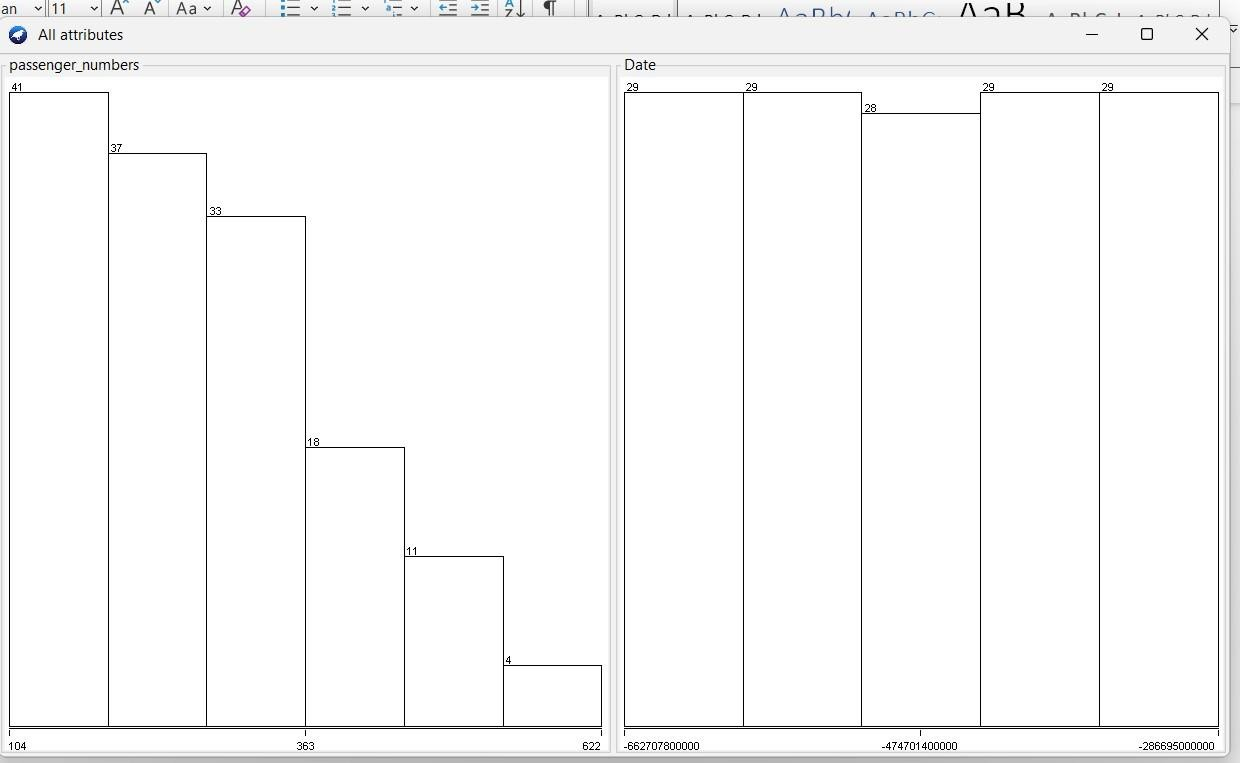 an 11 A A Aa A
All attributes
passenger_numbers
41
37
33
18
11
4
104 363 622
Date
29 29 28 29 29
-662707800000 -474701400000 -286695000000